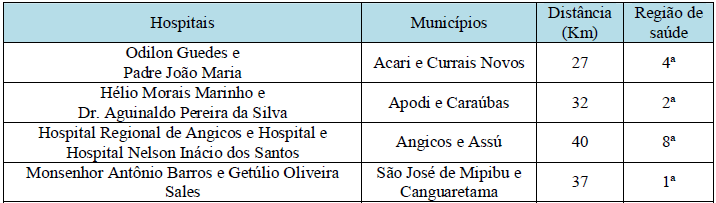 Hospitais Municípios Distância (Km) Região de saúde
Odilon Guedes e
Padre João Maria
Acari e Currais Novos 27 4ª
Hélio Morais Marinho e
Dr. Aguinaldo Pereira da Silva
Apodi e Caraúbas 32 2ª
Hospital Regional de Angicos e Hospital e
Hospital Nelson Inácio dos Santos
Angicos e Assú 40 8ª
Monsenhor Antônio Barros e Getúlio Oliveira
Sales
São José de Mipibu e
Canguaretama
37 1ª